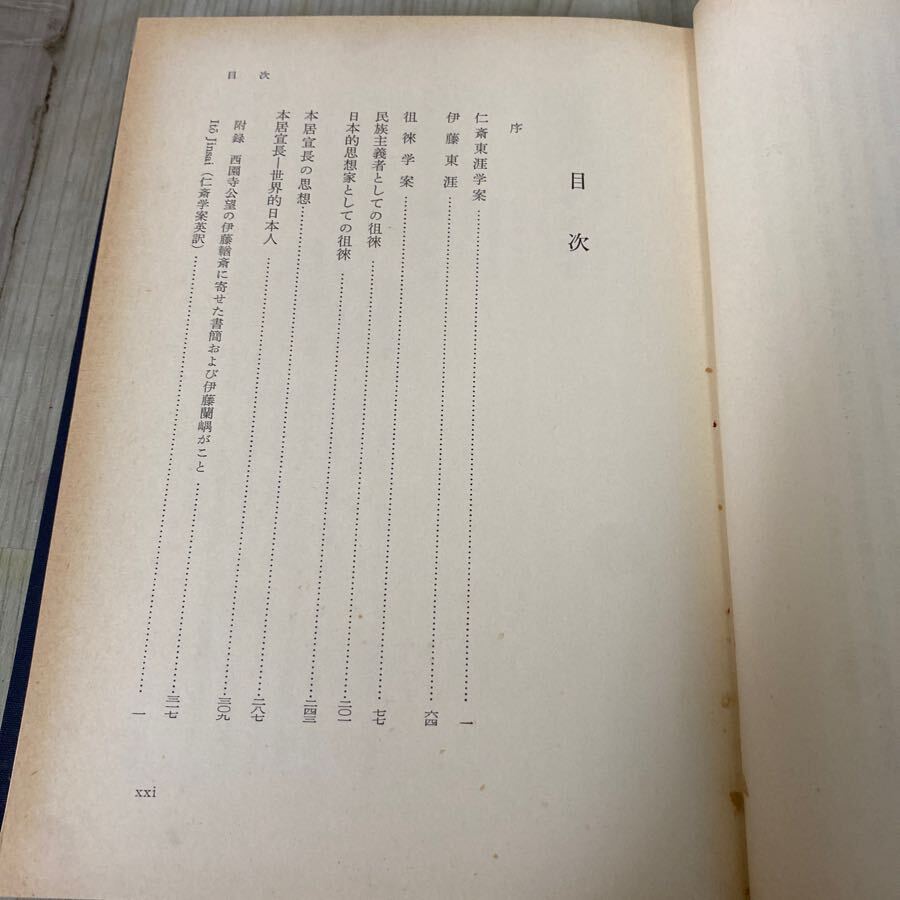 目次
序
仁斎東涯学案……一
伊藤東涯……六四
徂徠学案……七七
民族主義者としての徂徠……二〇一
日本的思想家としての徂徠……二四三
本居宣長の思想……二八七
本居宣長―世界的日本人……三〇九
附録 西園寺公望の伊藤輶斎に寄せた書簡および伊藤蘭嵎がこと……三一七
Itō Jinsai（仁斎学案英訳）……一
目次
xxi